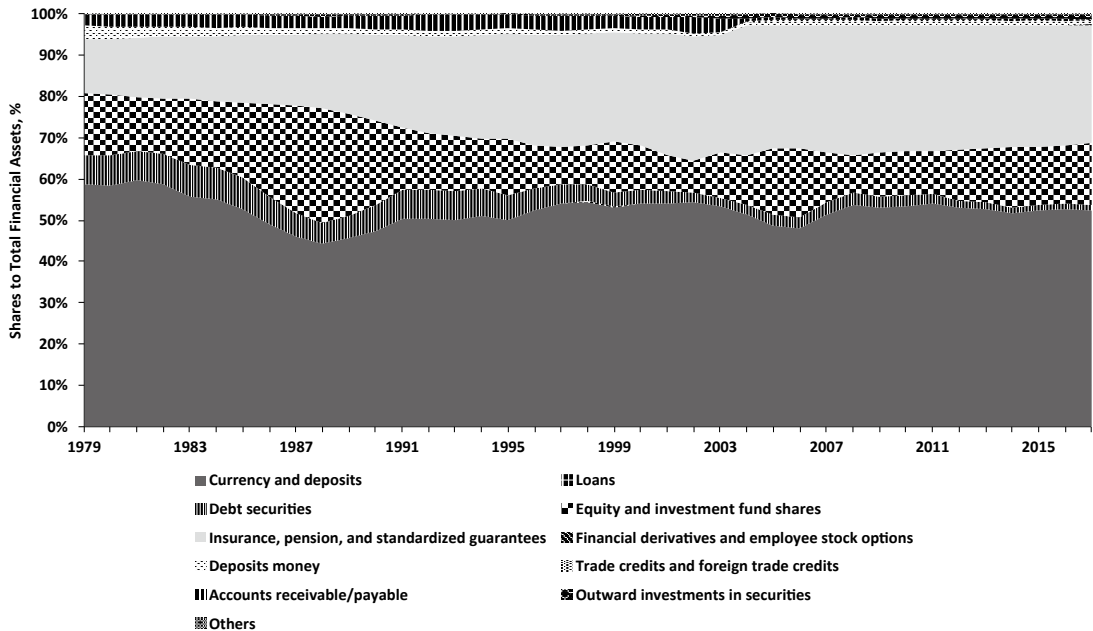 Shares to Total Financial Assets, %
100%
90%
80%
70%
60%
50%
40%
30%
20%
10%
0%
1979 1983 1987 1991 1995 1999 2003 2007 2011 2015
Currency and deposits
Loans
Debt securities
Equity and investment fund shares
Insurance, pension, and standardized guarantees
Financial derivatives and employee stock options
Deposits money
Trade credits and foreign trade credits
Accounts receivable/payable
Outward investments in securities
Others